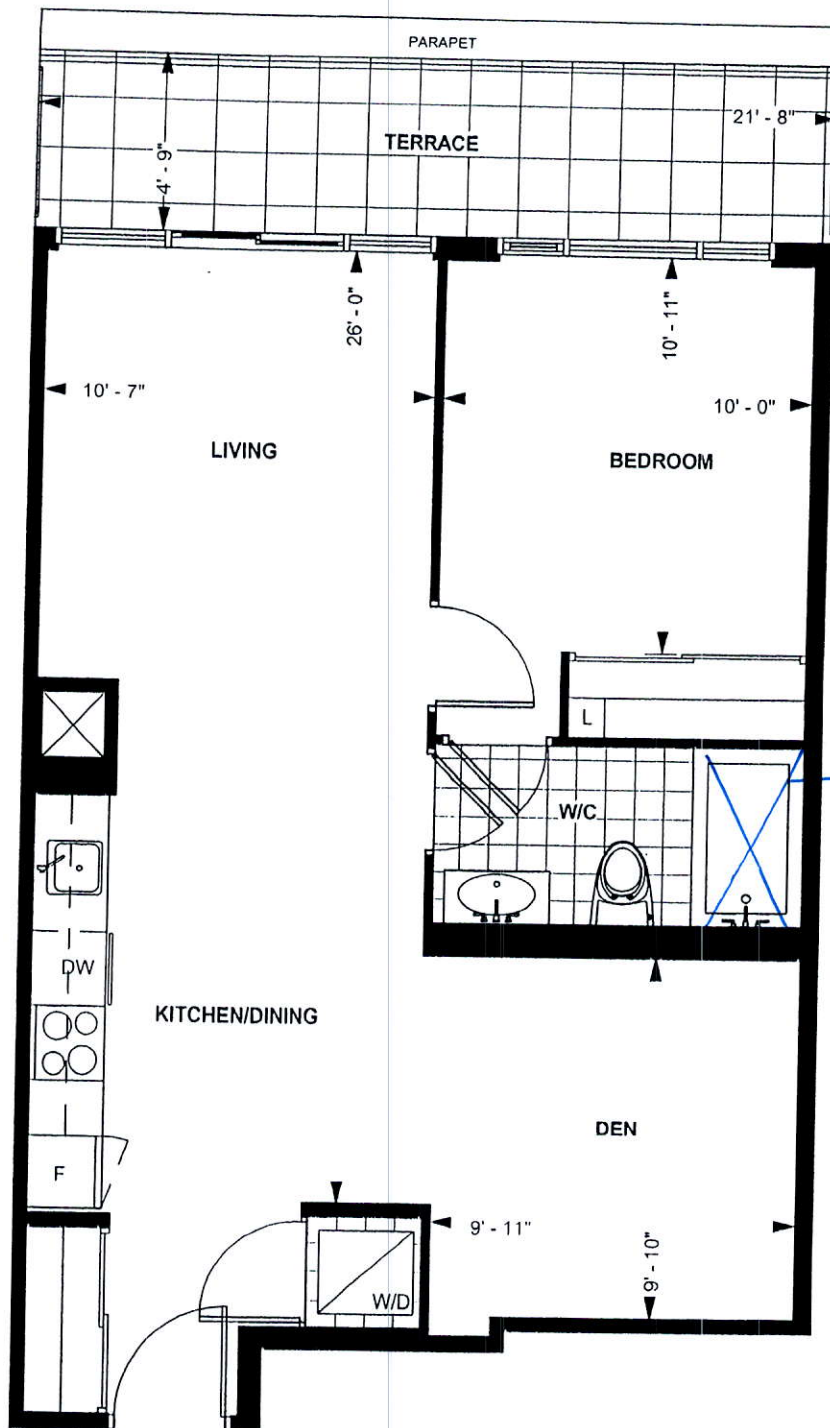 PARAPET
21' - 8"
TERRACE
4' - 9"
26' - 0"
10' - 11"
10' - 7"
10' - 0"
LIVING
BEDROOM
L
W/C
DW
KITCHEN/DINING
DEN
F
9' - 11"
9' - 10"
W/D